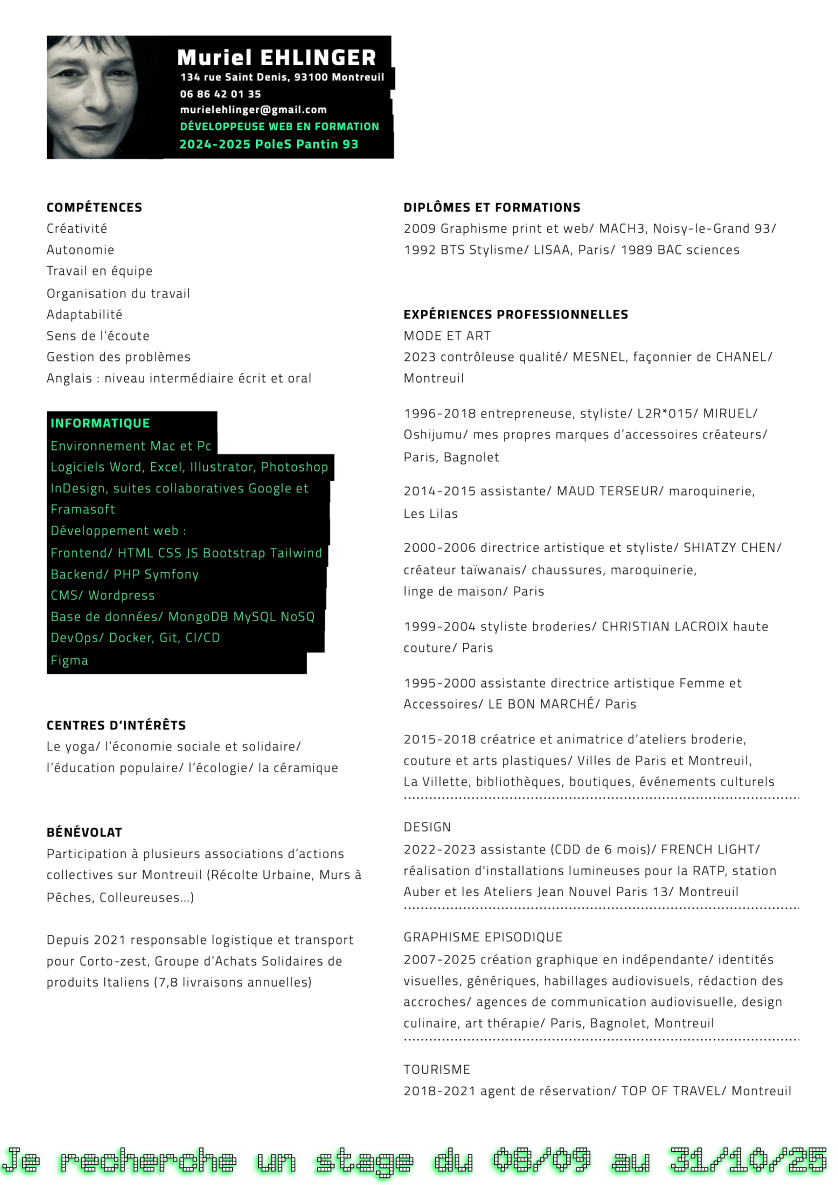 Muriel EHLINGER
134 rue Saint Denis, 93100 Montreuil
06 86 42 01 35
murielehlinger@gmail.com
DÉVELOPPEUSE WEB EN FORMATION
2024-2025 PoleS Pantin 93
COMPÉTENCES
Créativité
Autonomie
Travail en équipe
Organisation du travail
Adaptabilité
Sens de l'écoute
Gestion des problèmes
Anglais : niveau intermédiaire écrit et oral
INFORMATIQUE
Environnement Mac et Pc
Logiciels Word, Excel, Illustrator, Photoshop
InDesign, suites collaboratives Google et
Framasoft
Développement web :
Frontend/ HTML CSS JS Bootstrap Tailwind
Backend/ PHP Symfony
CMS/ Wordpress
Base de données/ MongoDB MySQL NoSQ
DevOps/ Docker, Git, CI/CD
Figma
CENTRES D'INTÉRÊTS
Le yoga/ l'économie sociale et solidaire/
l'éducation populaire/ l'écologie/ la céramique
BÉNÉVOLAT
Participation à plusieurs associations d'actions
collectives sur Montreuil (Récolte Urbaine, Murs à
Pêches, Colleureuses...)
Depuis 2021 responsable logistique et transport
pour Corto-zest, Groupe d'Achats Solidaires de
produits Italiens (7,8 livraisons annuelles)
DIPLÔMES ET FORMATIONS
2009 Graphisme print et web/ MACH3, Noisy-le-Grand 93/
1992 BTS Stylisme/ LISAA, Paris/ 1989 BAC sciences
EXPÉRIENCES PROFESSIONNELLES
MODE ET ART
2023 contrôleuse qualité/ MESNEL, façonnier de CHANEL/
Montreuil
1996-2018 entrepreneuse, styliste/ L2R*015/ MIRUEL/
Oshijumu/ mes propres marques d'accessoires créateurs/
Paris, Bagnolet
2014-2015 assistante/ MAUD TERSEUR/ maroquinerie,
Les Lilas
2000-2006 directrice artistique et styliste/ SHIATZY CHEN/
créateur taïwanais/ chaussures, maroquinerie,
linge de maison/ Paris
1999-2004 styliste broderies/ CHRISTIAN LACROIX haute
couture/ Paris
1995-2000 assistante directrice artistique Femme et
Accessoires/ LE BON MARCHÉ/ Paris
2015-2018 créatrice et animatrice d'ateliers broderie,
couture et arts plastiques/ Villes de Paris et Montreuil,
La Villette, bibliothèques, boutiques, événements culturels
DESIGN
2022-2023 assistante (CDD de 6 mois)/ FRENCH LIGHT/
réalisation d'installations lumineuses pour la RATP, station
Auber et les Ateliers Jean Nouvel Paris 13/ Montreuil
GRAPHISME EPISODIQUE
2007-2025 création graphique en indépendante/ identités
visuelles, génériques, habillages audiovisuels, rédaction des
accroches/ agences de communication audiovisuelle, design
culinaire, art thérapie/ Paris, Bagnolet, Montreuil
TOURISME
2018-2021 agent de réservation/ TOP OF TRAVEL/ Montreuil
Je recherche un stage du 08/09 au 31/10/25